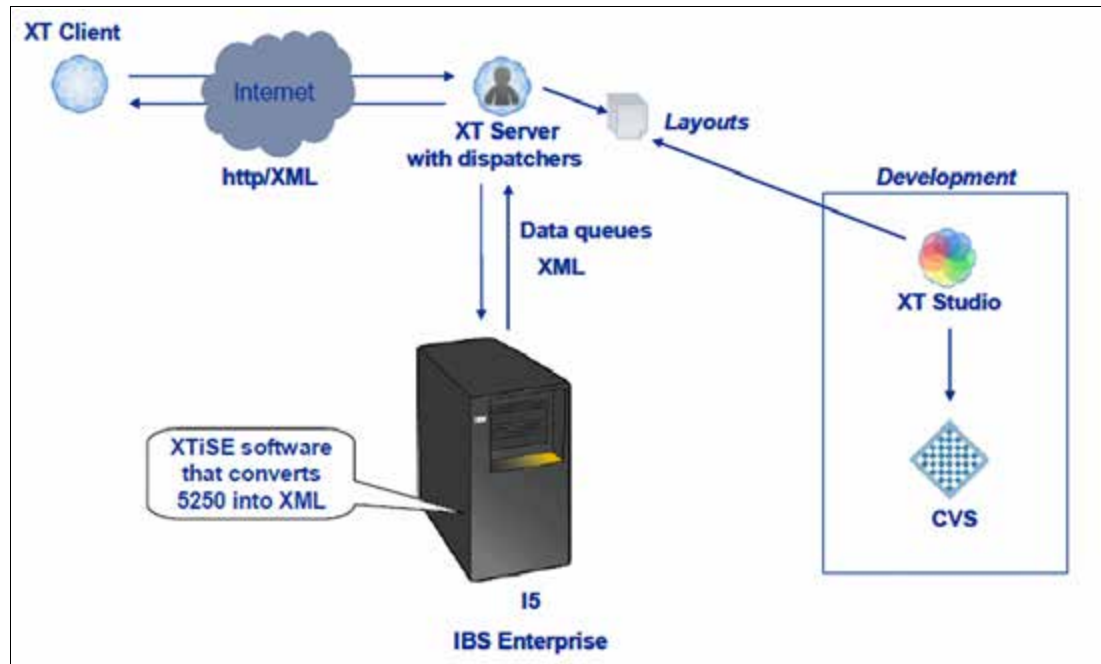 XT Client
Internet
http/XML
XT Server
with dispatchers
Layouts
Development
Data queues
XML
XT Studio
CVS
XTiSE software
that converts
5250 into XML
I5
IBS Enterprise